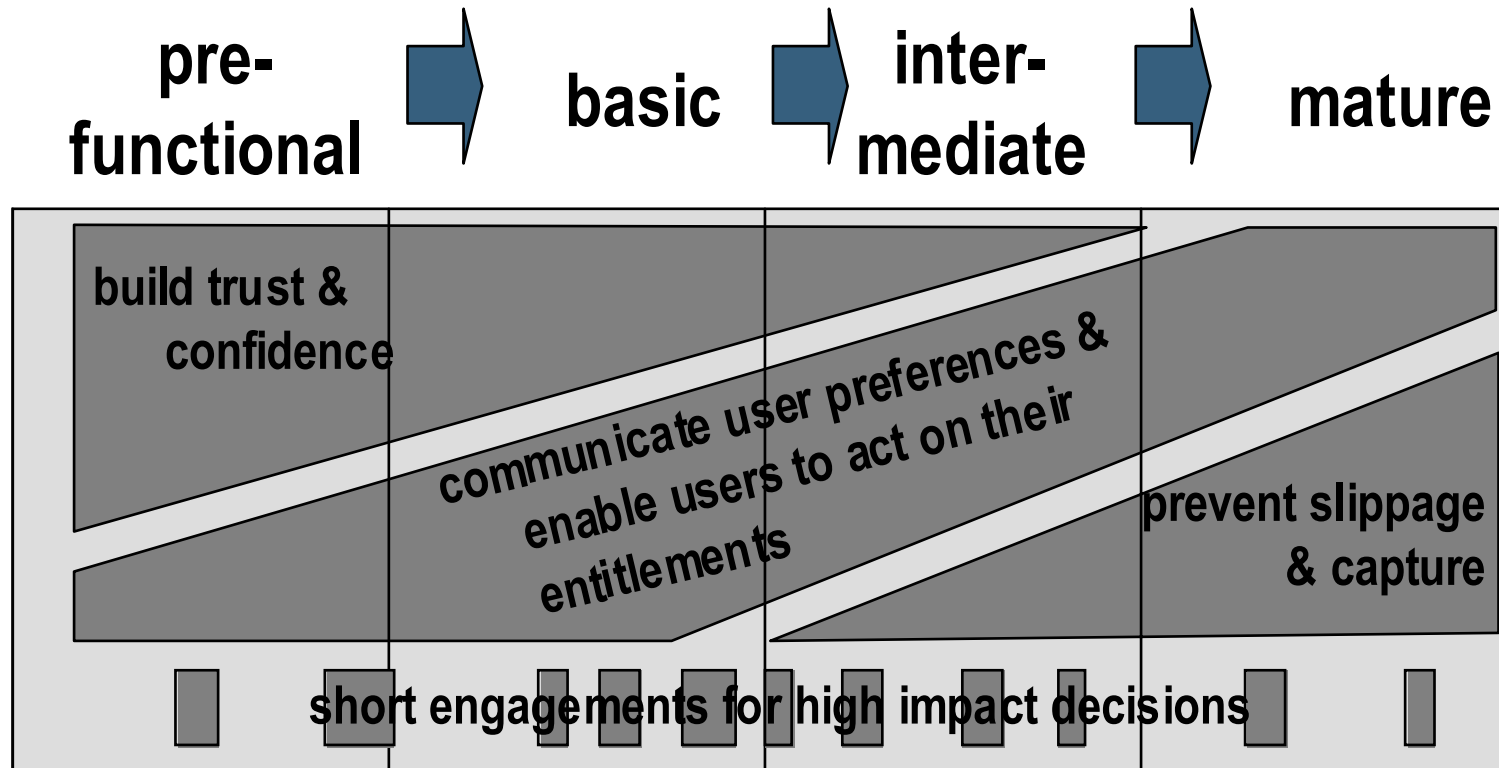 pre-
functional
basic
inter-
mediate
mature
build trust &
confidence
communicate user preferences &
enable users to act on their
entitlements
prevent slippage
& capture
short engagements for high impact decisions